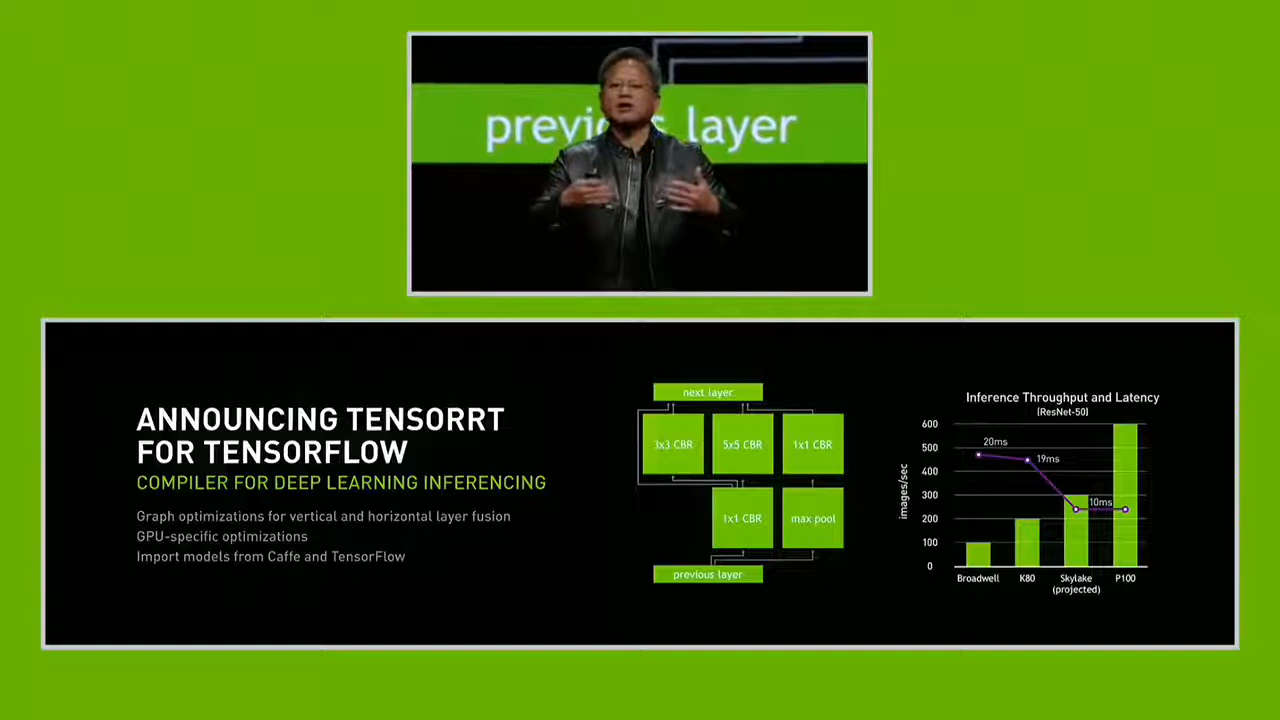 previous layer
ANNOUNCING TENSORRT
FOR TENSORFLOW
COMPILER FOR DEEP LEARNING INFERENCING
Graph optimizations for vertical and horizontal layer fusion
GPU-specific optimizations
Import models from Caffe and TensorFlow
next layer
3x3 CBR
5x5 CBR
1x1 CBR
1x1 CBR
max pool
previous layer
Inference Throughput and Latency
(ResNet-50)
images/sec
600
500
400
300
200
100
0
20ms
19ms
10ms
Broadwell
K80
Skylake
(projected)
P100